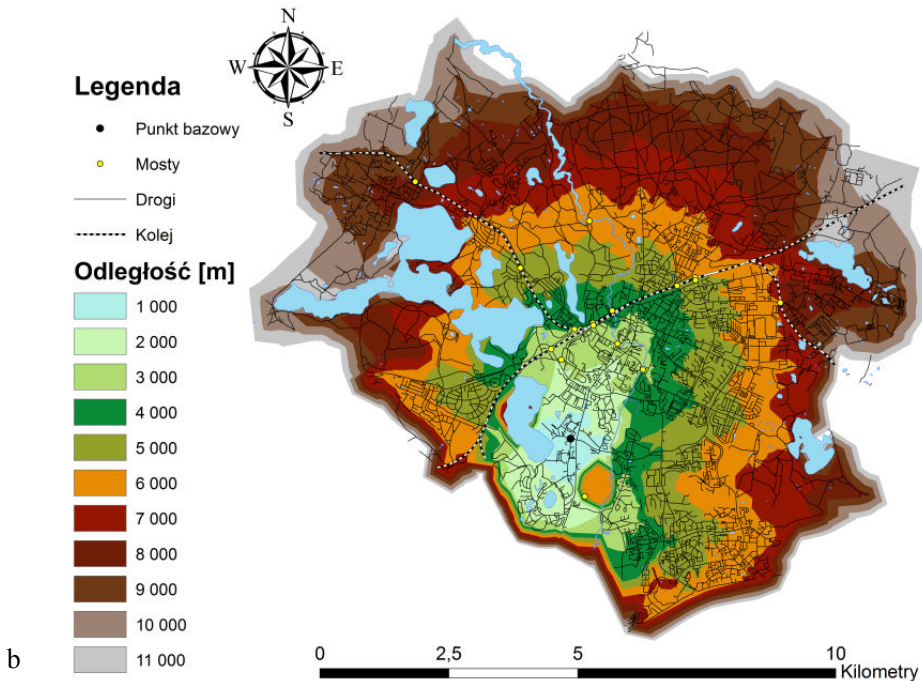 N
W E
S
Legenda
Punkt bazowy
Mosty
Drogi
Kolej
Odległość [m]
1 000
2 000
3 000
4 000
5 000
6 000
7 000
8 000
9 000
10 000
11 000
b
0 2,5 5 10
Kilometry